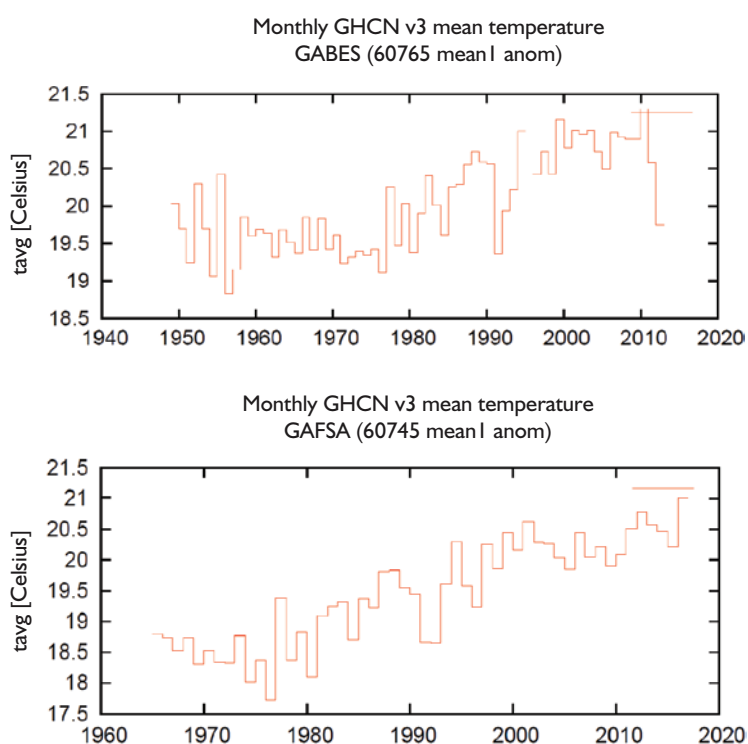 Monthly GHCN v3 mean temperature
GABES (60765 mean1 anom)
tavg [Celsius]
21.5
21
20.5
20
19.5
19
18.5
1940 1950 1960 1970 1980 1990 2000 2010 2020
Monthly GHCN v3 mean temperature
GAFSA (60745 mean1 anom)
tavg [Celsius]
21.5
21
20.5
20
19.5
19
18.5
18
17.5
1960 1970 1980 1990 2000 2010 2020